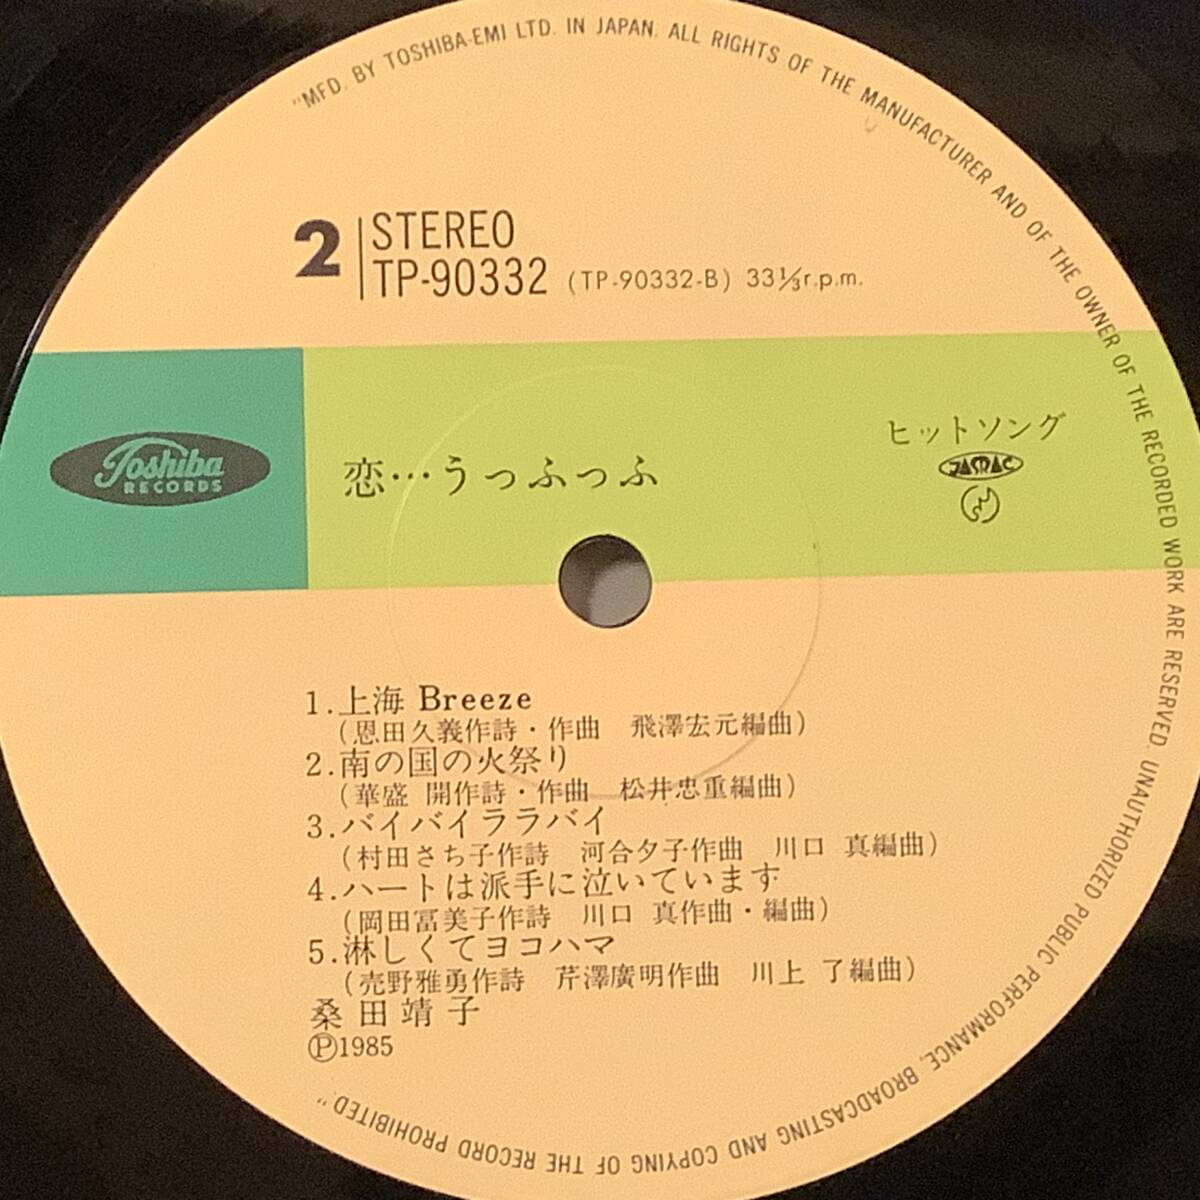 "MFD. BY TOSHIBA-EMI LTD. IN JAPAN. ALL RIGHTS OF THE MANUFACTURER AND OF THE OWNER OF THE RECORDED WORK ARE RESERVED. UNAUTHORIZED PUBLIC PERFORMANCE, BROADCASTING AND COPYING OF THE RECORD PROHIBITED."
2 STEREO
TP-90332 (TP-90332-B) 33⅓r.p.m.
Toshiba
RECORDS
恋…うっふっふ
ヒットソング
JASRAC
1.上海 Breeze
(恩田久義作詩・作曲 飛澤宏元編曲)
2.南の国の火祭り
(華盛 開作詩・作曲 松井忠重編曲)
3.バイバイララバイ
(村田さち子作詩 河合夕子作曲 川口 真編曲)
4.ハートは派手に泣いています
(岡田冨美子作詩 川口 真作曲・編曲)
5.淋しくてヨコハマ
(売野雅勇作詩 芹澤廣明作曲 川上 了編曲)
桑田靖子
Ⓟ1985